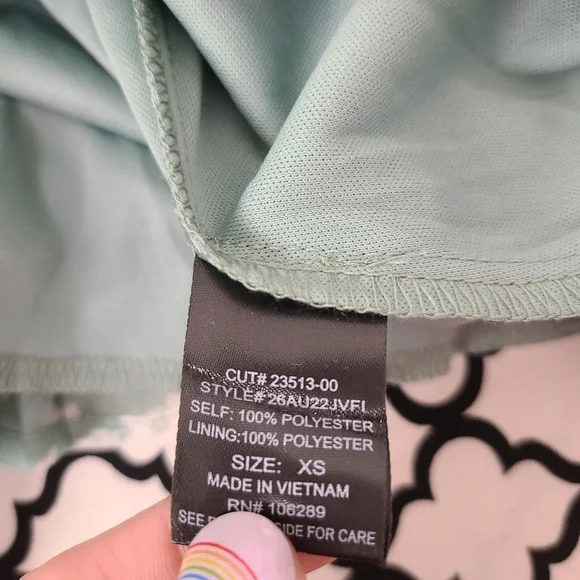 CUT# 23513-00
STYLE# 26AU22JVFI
SELF: 100% POLYESTER
LINING:100% POLYESTER
SIZE: XS
MADE IN VIETNAM
RN# 106289
SEE SIDE FOR CARE